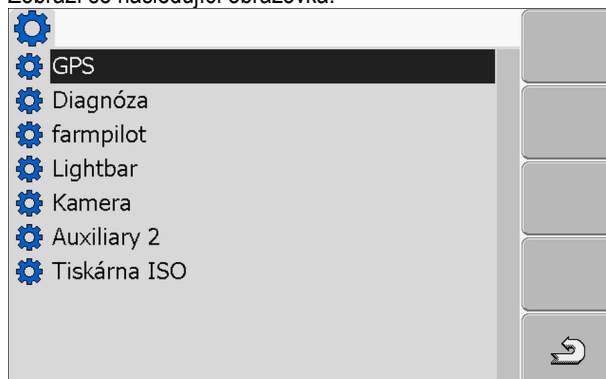 Zobrazí se následující obrazovka:
GPS
Diagnóza
farmpilot
Lightbar
Kamera
Auxiliary 2
Tiskárna ISO